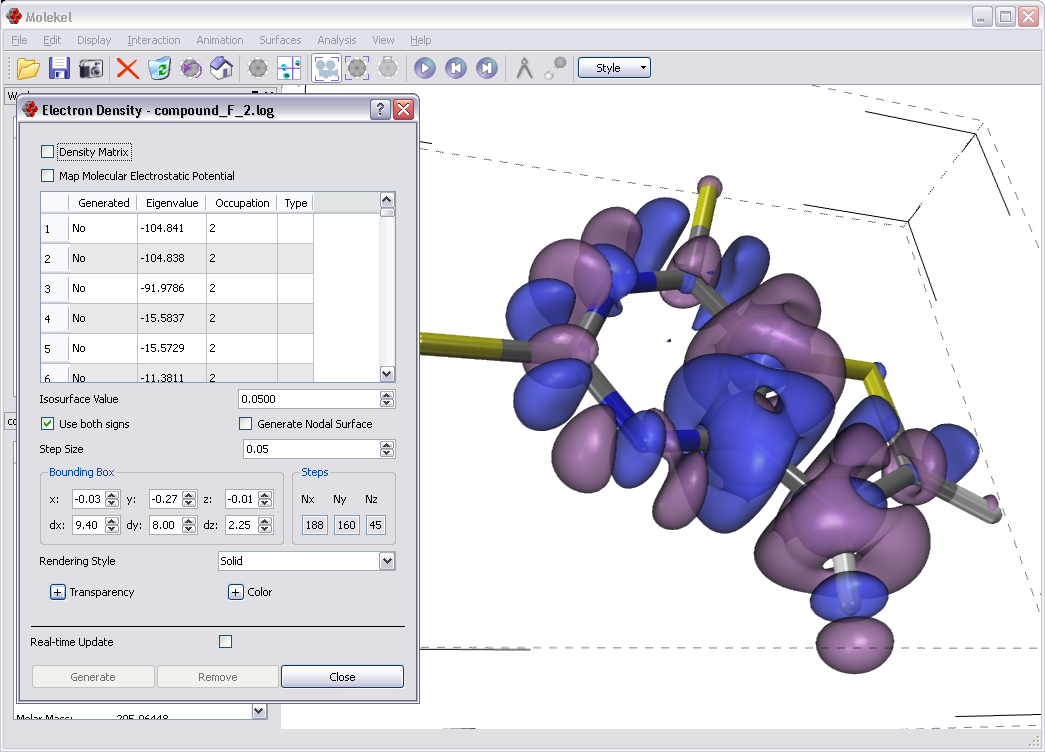 Molekel
File Edit Display Interaction Animation Surfaces Analysis View Help
Style
Electron Density - compound_F_2.log
Density Matrix
Map Molecular Electrostatic Potential
Generated Eigenvalue Occupation Type
1 No -104.841 2
2 No -104.838 2
3 No -91.9786 2
4 No -15.5837 2
5 No -15.5729 2
6 No -11.3811 2
Isosurface Value 0.0500
Use both signs Generate Nodal Surface
Step Size 0.05
Bounding Box Steps
x: -0.03 y: -0.27 z: -0.01 Nx Ny Nz
dx: 9.40 dy: 8.00 dz: 2.25 188 160 45
Rendering Style Solid
+ Transparency + Color
Real-time Update
Generate Remove Close
Molar Mass: 205.06448